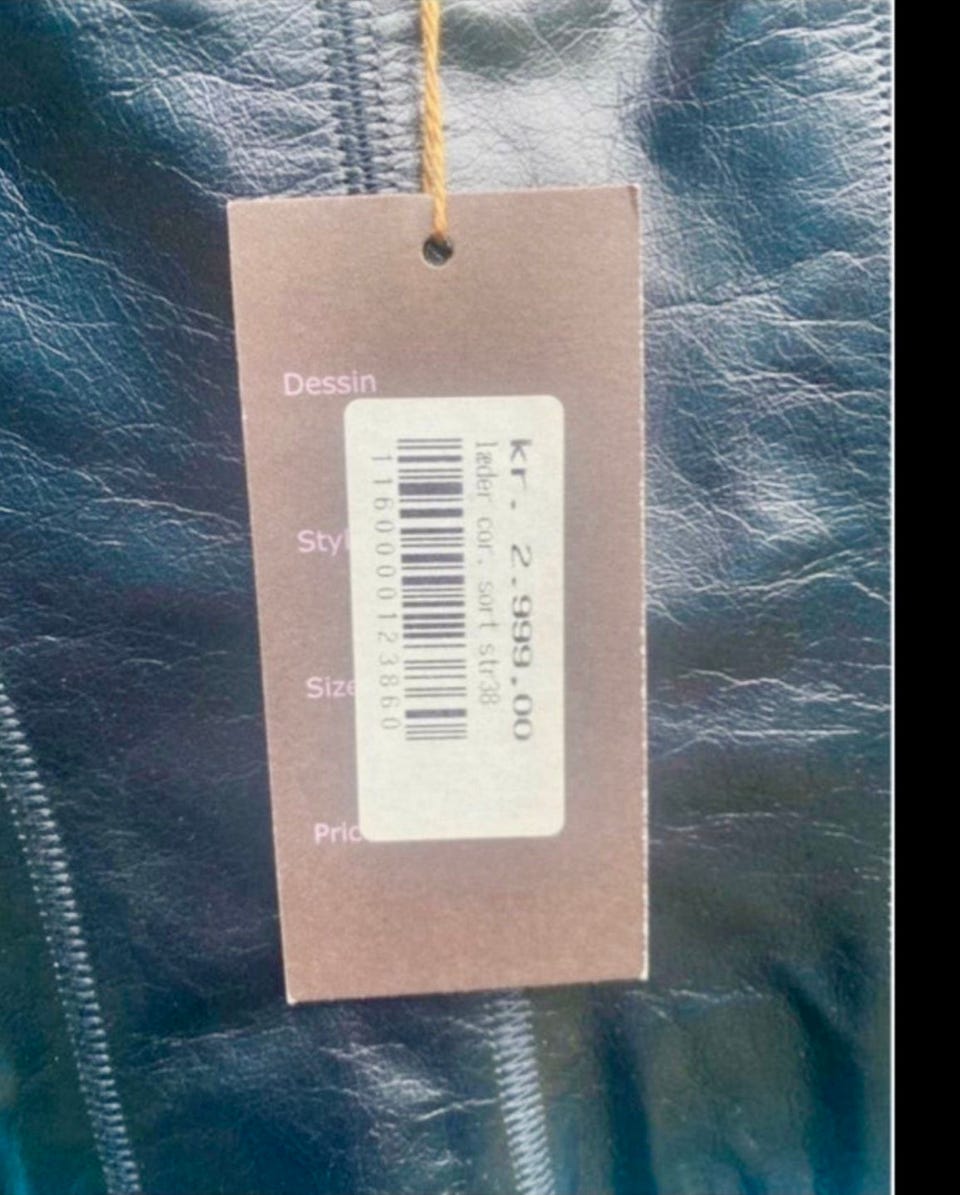 Dessin
Styl
Size
Pric
kr. 2.999.00
læder cor. sort str38
1160000123860